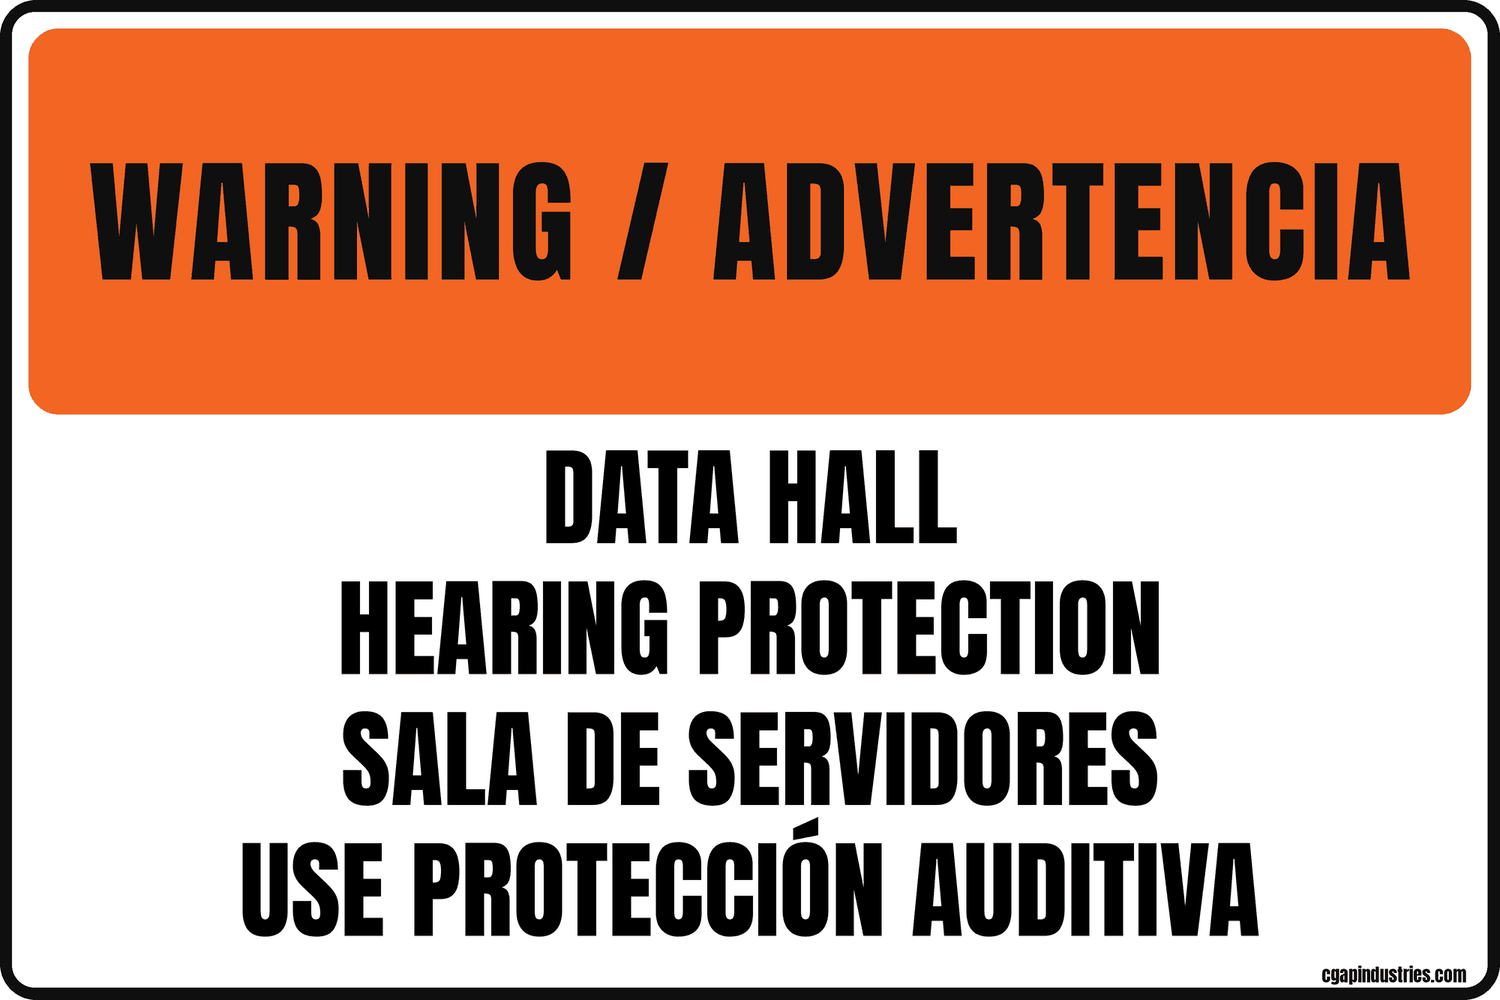 WARNING / ADVERTENCIA
DATA HALL
HEARING PROTECTION
SALA DE SERVIDORES
USE PROTECCIÓN AUDITIVA
cgapindustries.com